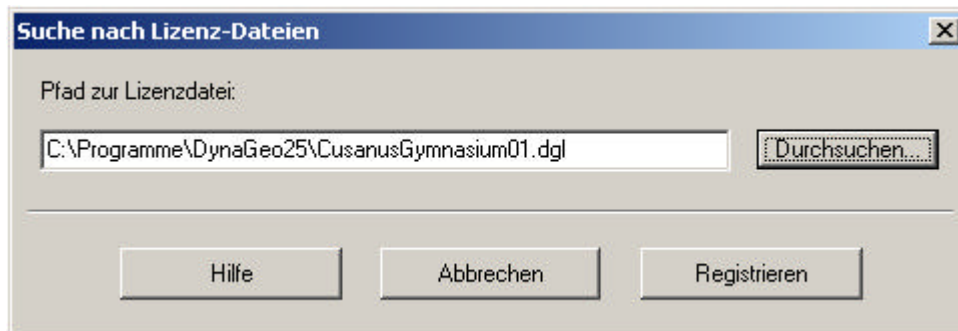 Suche nach Lizenz-Dateien
Pfad zur Lizenzdatei:
C:\Programme\DynaGeo25\CusanusGymnasium01.dgl
Durchsuchen...
Hilfe
Abbrechen
Registrieren